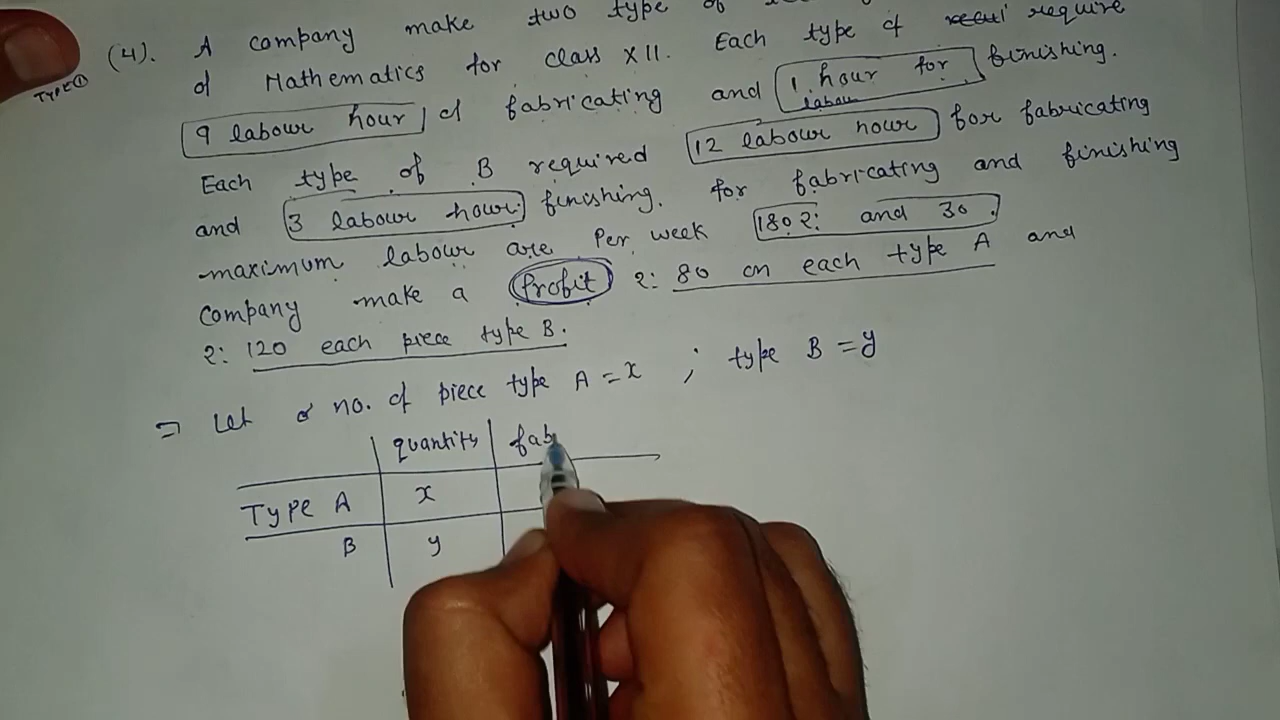 (4). A company make two type of
TYPE①
of Mathematics for class XII. Each type of require
9 labour hour of fabricating and 1 hour for finishing.
labour
Each type of B required 12 labour hour for fabricating
and 3 labour hour finishing. for fabricating and finishing
maximum labour are Per week 180 and 30.
company make a Profit 80 on each type A and
120 each piece type B.
⇒ Let no. of piece type A = x ; type B = y
quantity fab
Type A x
B y